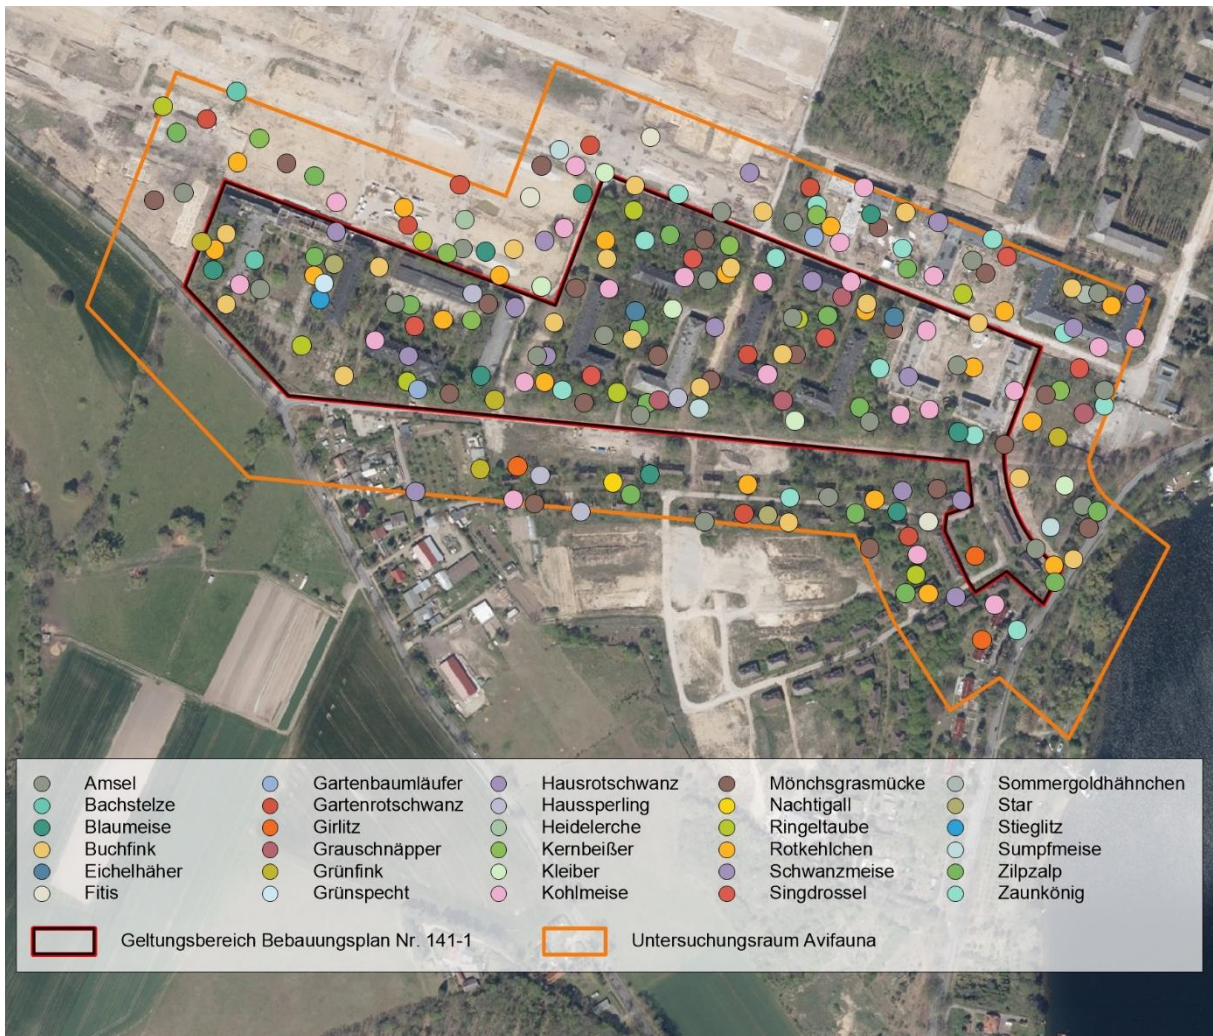 Amsel Gartenbaumläufer Hausrotschwanz Mönchsgrasmücke Sommergoldhähnchen
Bachstelze Gartenrotschwanz Haussperling Nachtigall Star
Blaumeise Girlitz Heidelerche Ringeltaube Stieglitz
Buchfink Grauschnäpper Kernbeißer Rotkehlchen Sumpfmeise
Eichelhäher Grünfink Kleiber Schwanzmeise Zilpzalp
Fitis Grünspecht Kohlmeise Singdrossel Zaunkönig
Geltungsbereich Bebauungsplan Nr. 141-1 Untersuchungsraum Avifauna